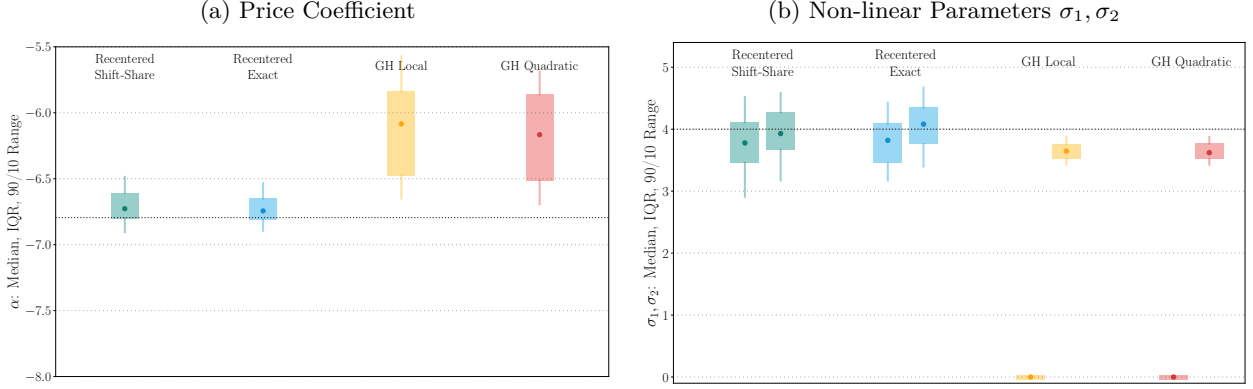 (a) Price Coefficient
α: Median, IQR, 90/10 Range
−5.5
−6.0
−6.5
−7.0
−7.5
−8.0
Recentered
Shift-Share
Recentered
Exact
GH Local
GH Quadratic
(b) Non-linear Parameters σ₁, σ₂
σ₁, σ₂: Median, IQR, 90/10 Range
5
4
3
2
1
0
Recentered
Shift-Share
Recentered
Exact
GH Local
GH Quadratic